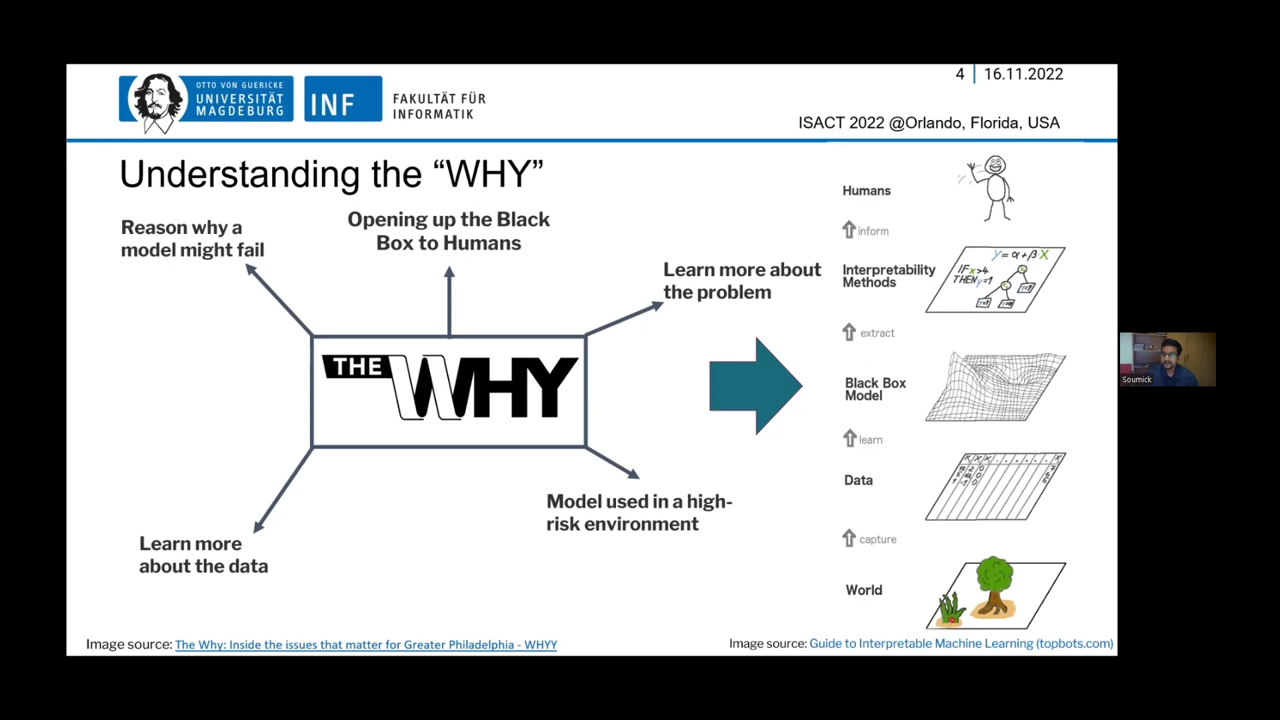 OTTO VON GUERICKE
UNIVERSITÄT
MAGDEBURG
INF
FAKULTÄT FÜR
INFORMATIK
4 | 16.11.2022
ISACT 2022 @Orlando, Florida, USA
Understanding the “WHY”
Reason why a
model might fail
Opening up the Black
Box to Humans
Learn more about
the problem
THE WHY
Learn more
about the data
Model used in a high-
risk environment
Humans
inform
Interpretability
Methods
Y = α + β · X
IF x>4
THEN y=1
extract
Black Box
Model
learn
Data
capture
World
Image source: The Why: Inside the issues that matter for Greater Philadelphia - WHYY
Image source: Guide to Interpretable Machine Learning (topbots.com)
Soumick